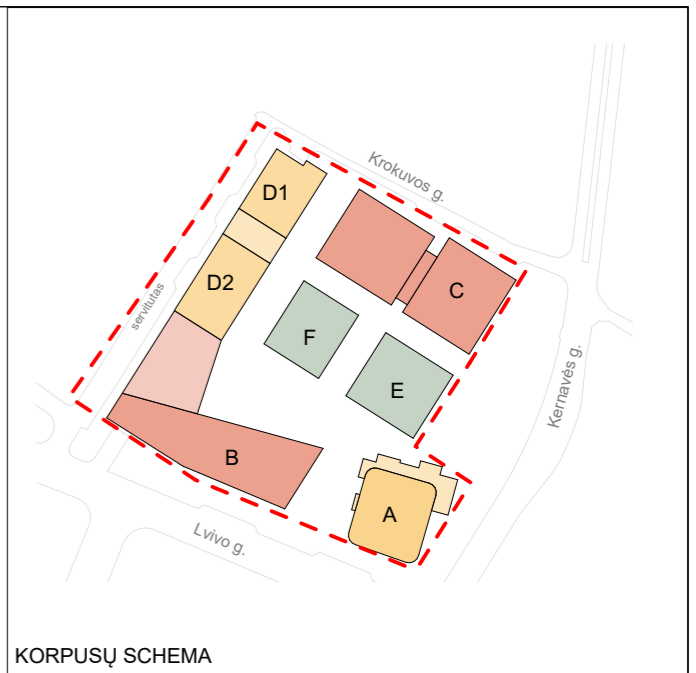 Krokuvos g.
D1
C
D2
servitutas
F
Kernavės g.
E
B
A
Lvivo g.
KORPUSŲ SCHEMA